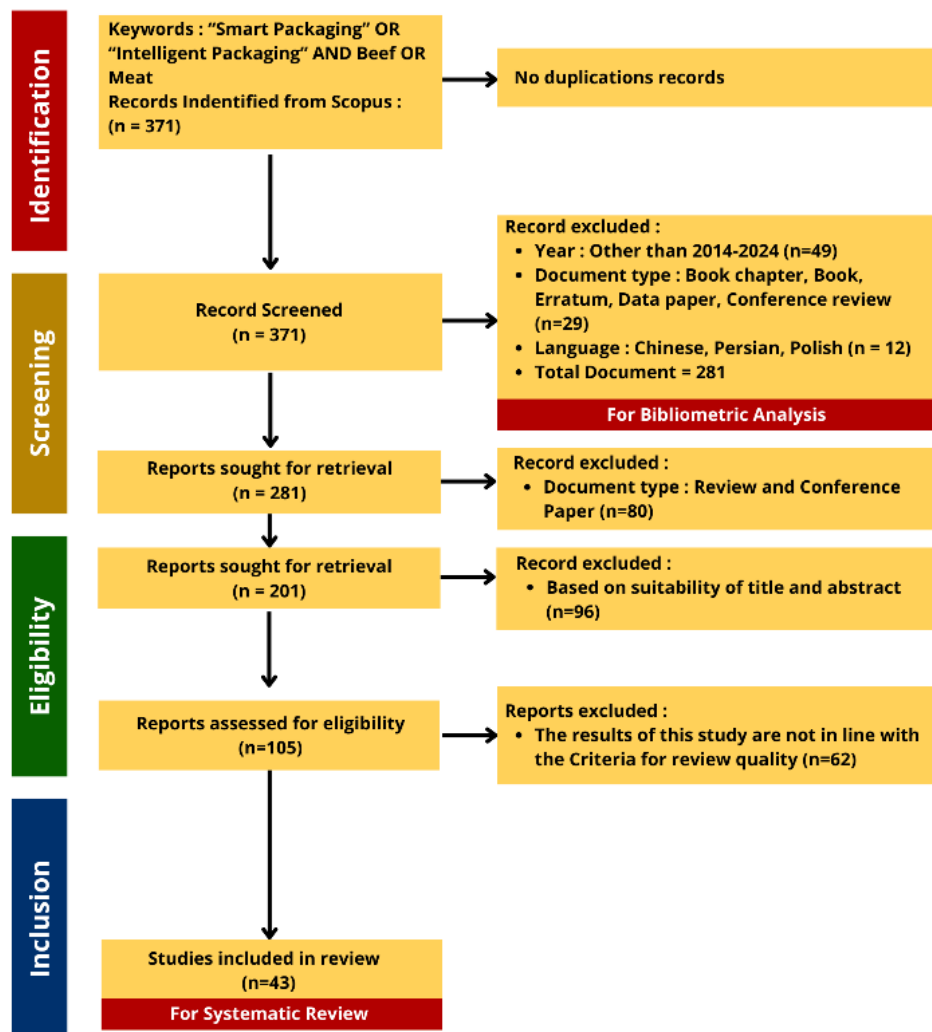 Identification
Keywords : ”Smart Packaging” OR
“Intelligent Packaging” AND Beef OR
Meat
Records Indentified from Scopus :
(n = 371)
No duplications records
Screening
Record Screened
(n = 371)
Record excluded :
▪ Year : Other than 2014-2024 (n=49)
▪ Document type : Book chapter, Book,
Erratum, Data paper, Conference review
(n=29)
▪ Language : Chinese, Persian, Polish (n = 12)
▪ Total Document = 281
For Bibliometric Analysis
Reports sought for retrieval
(n = 281)
Record excluded :
• Document type : Review and Conference
Paper (n=80)
Eligibility
Reports sought for retrieval
(n = 201)
Record excluded :
• Based on suitability of title and abstract
(n=96)
Reports assessed for eligibility
(n=105)
Reports excluded :
• The results of this study are not in line with
the Criteria for review quality (n=62)
Inclusion
Studies included in review
(n=43)
For Systematic Review